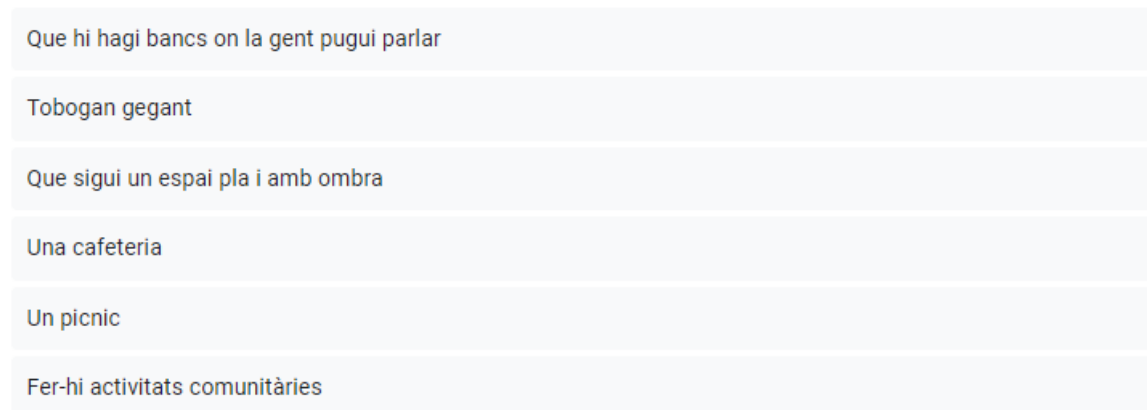 Que hi hagi bancs on la gent pugui parlar
Tobogan gegant
Que sigui un espai pla i amb ombra
Una cafeteria
Un picnic
Fer-hi activitats comunitàries